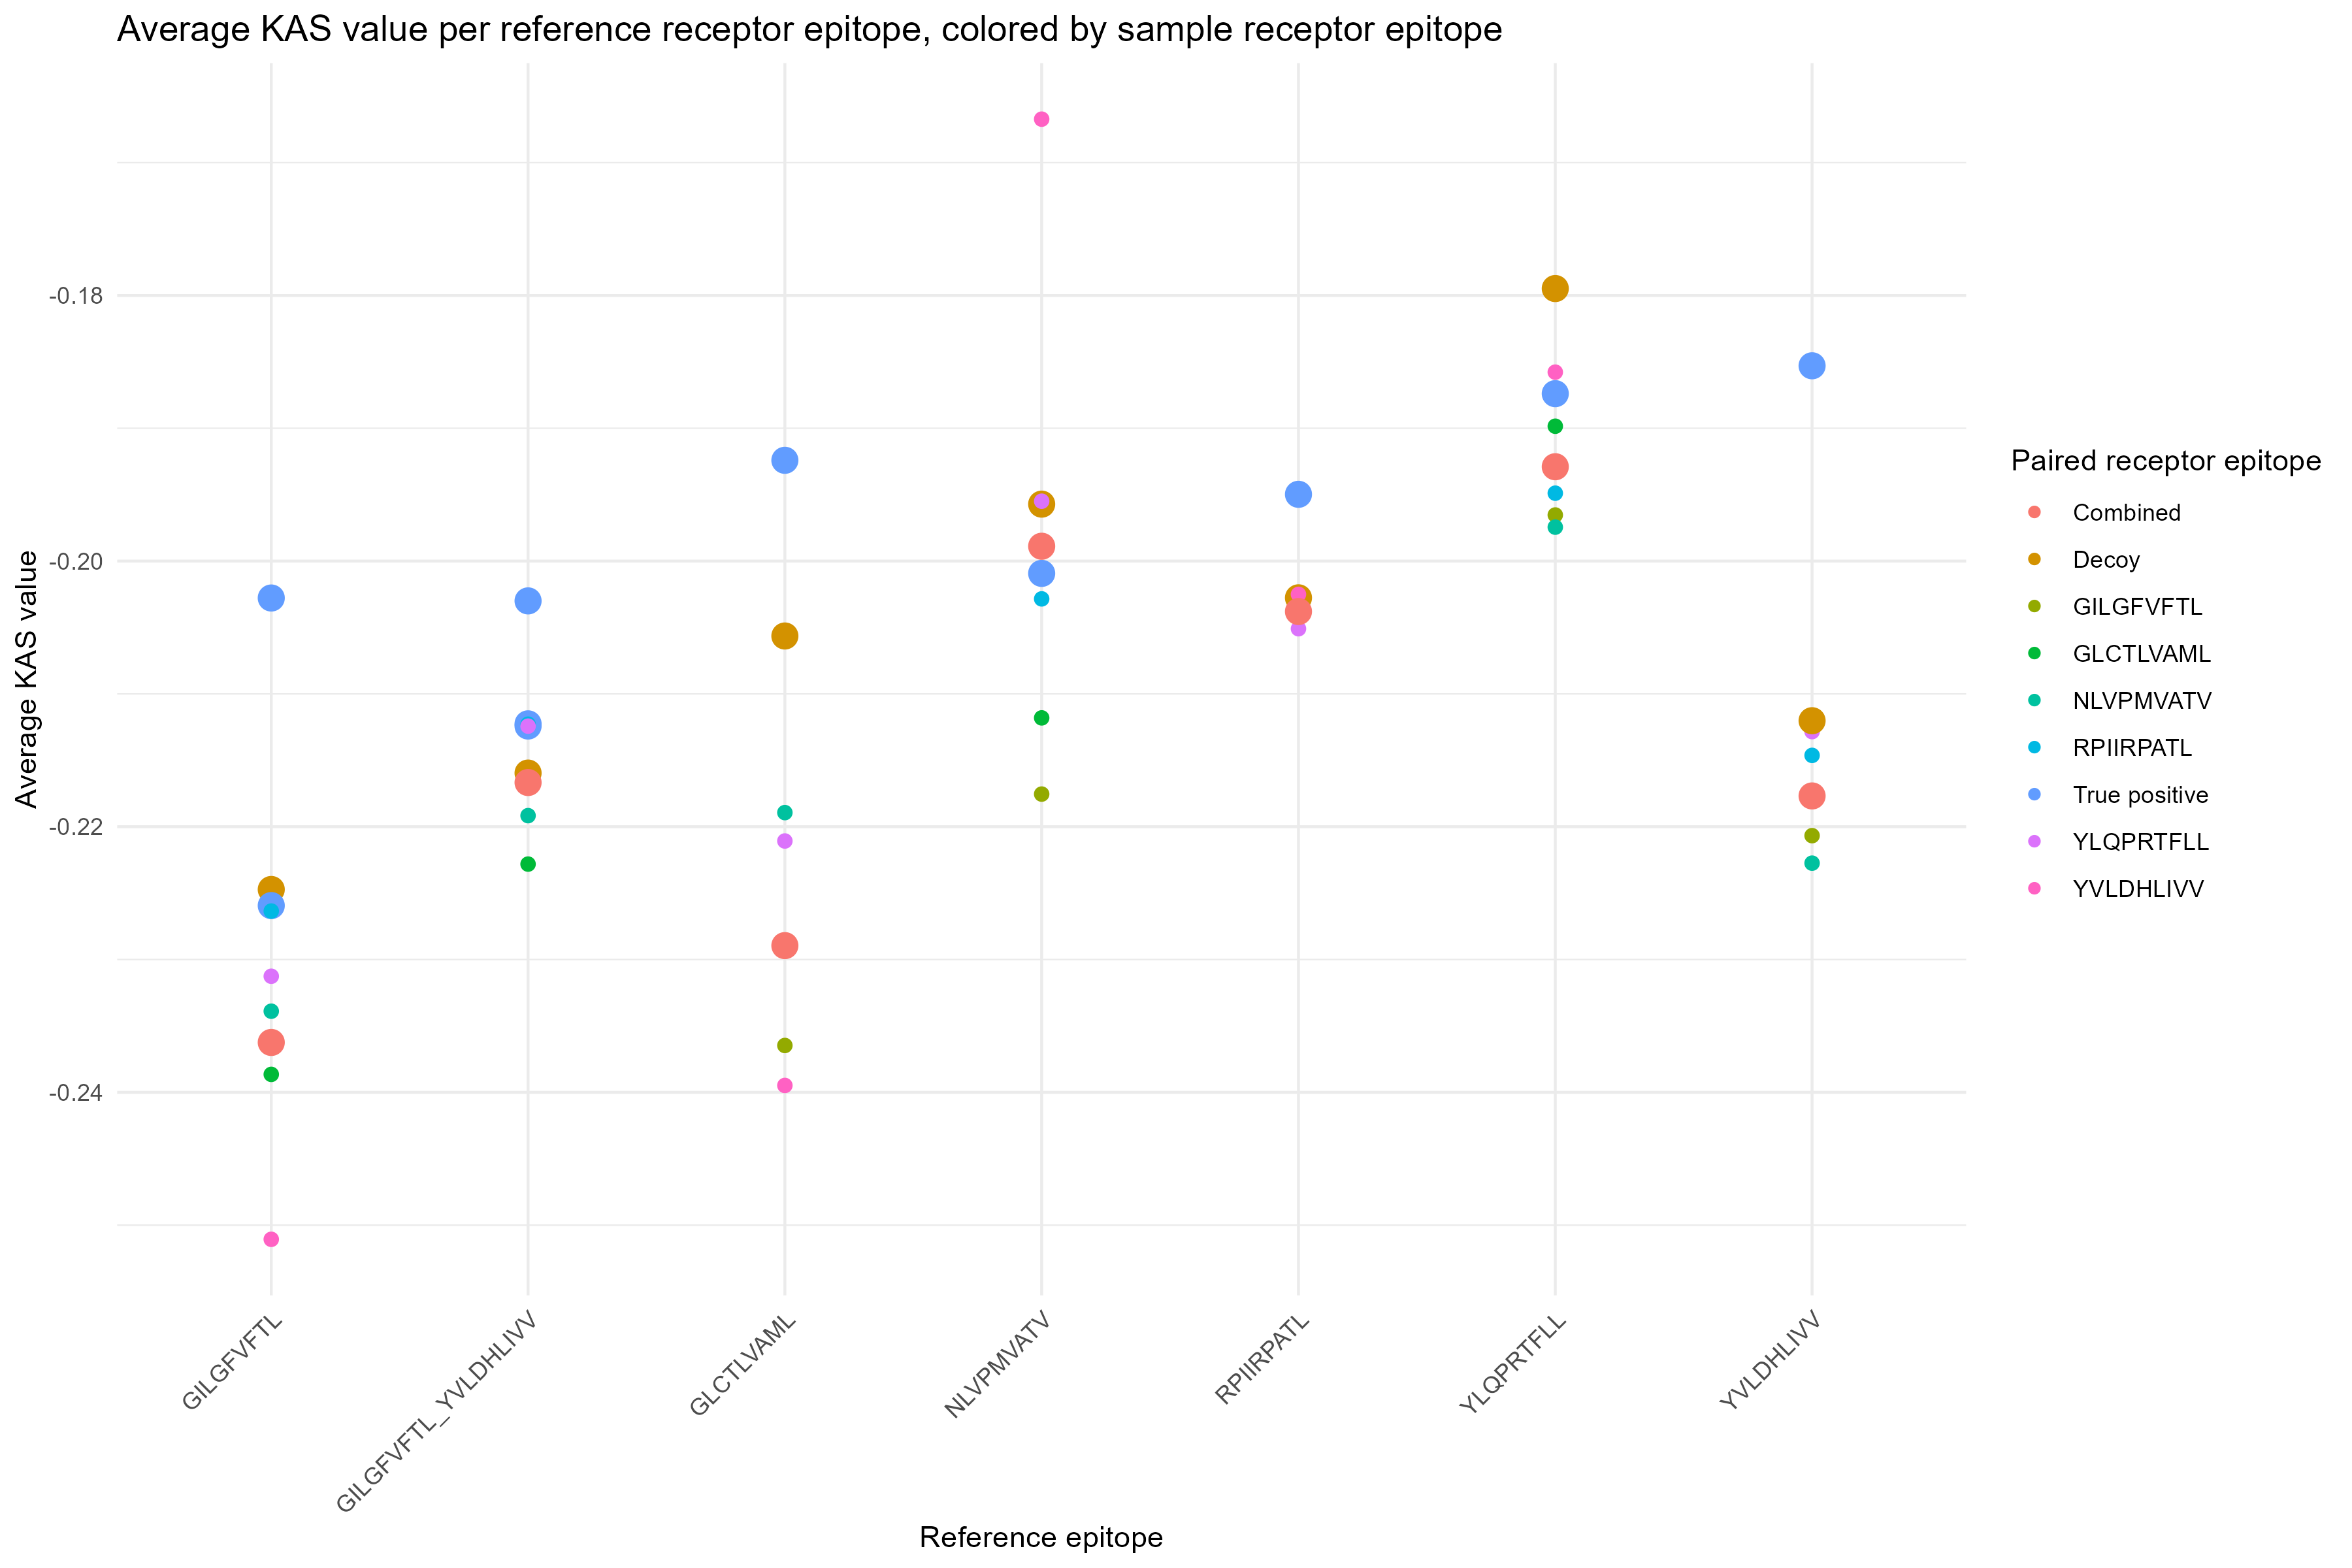 Average KAS value per reference receptor epitope, colored by sample receptor epitope
Average KAS value
-0.18
-0.20
-0.22
-0.24
GILGFVFTL
GILGFVFTL_YVLDHLIVV
GLCTLVAML
NLVPMVATV
RPIIRPATL
YLQPRTFLL
YVLDHLIVV
Reference epitope
Paired receptor epitope
Combined
Decoy
GILGFVFTL
GLCTLVAML
NLVPMVATV
RPIIRPATL
True positive
YLQPRTFLL
YVLDHLIVV